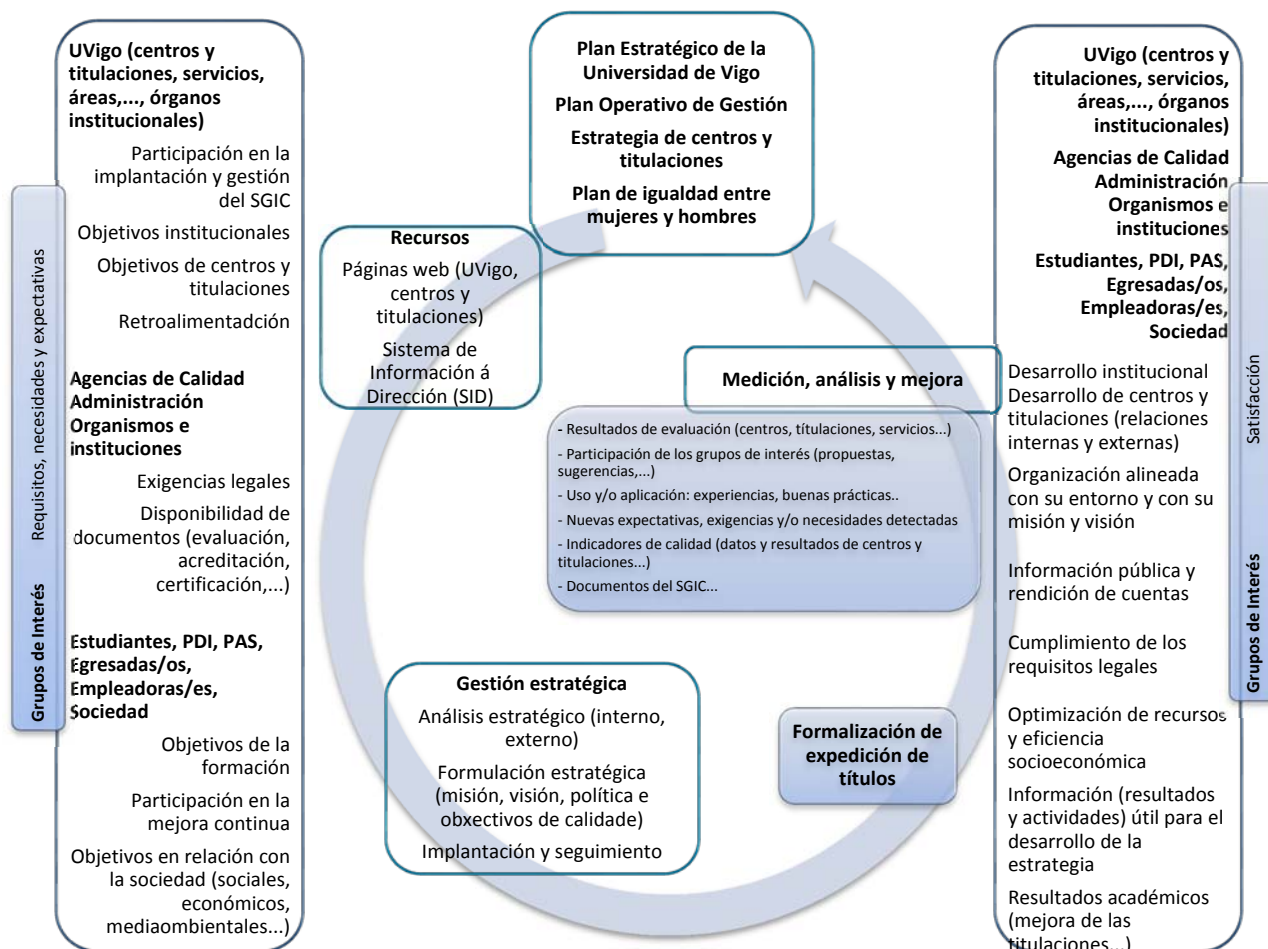 Grupos de Interés Requisitos, necesidades y expectativas
UVigo (centros y
titulaciones, servicios,
áreas,..., órganos
institucionales)
Participación en la
implantación y gestión
del SGIC
Objetivos institucionales
Objetivos de centros y
titulaciones
Retroalimentadción
Agencias de Calidad
Administración
Organismos e
instituciones
Exigencias legales
Disponibilidad de
documentos (evaluación,
acreditación,
certificación,...)
Estudiantes, PDI, PAS,
Egresadas/os,
Empleadoras/es,
Sociedad
Objetivos de la
formación
Participación en la
mejora continua
Objetivos en relación con
la sociedad (sociales,
económicos,
mediaombientales...)
Plan Estratégico de la
Universidad de Vigo
Plan Operativo de Gestión
Estrategia de centros y
titulaciones
Plan de igualdad entre
mujeres y hombres
Recursos
Páginas web (UVigo,
centros y
titulaciones)
Sistema de
Información á
Dirección (SID)
Medición, análisis y mejora
- Resultados de evaluación (centros, títulaciones, servicios...)
- Participación de los grupos de interés (propuestas,
sugerencias,...)
- Uso y/o aplicación: experiencias, buenas prácticas..
- Nuevas expectativas, exigencias y/o necesidades detectadas
- Indicadores de calidad (datos y resultados de centros y
titulaciones...)
- Documentos del SGIC...
Gestión estratégica
Análisis estratégico (interno,
externo)
Formulación estratégica
(misión, visión, política e
obxectivos de calidade)
Implantación y seguimiento
Formalización de
expedición de
títulos
UVigo (centros y
titulaciones, servicios,
áreas,..., órganos
institucionales)
Agencias de Calidad
Administración
Organismos e
instituciones
Estudiantes, PDI, PAS,
Egresadas/os,
Empleadoras/es,
Sociedad
Desarrollo institucional
Desarrollo de centros y
titulaciones (relaciones
internas y externas)
Organización alineada
con su entorno y con su
misión y visión
Información pública y
rendición de cuentas
Cumplimiento de los
requisitos legales
Optimización de recursos
y eficiencia
socioeconómica
Información (resultados
y actividades) útil para el
desarrollo de la
estrategia
Resultados académicos
(mejora de las
titulaciones...)
Grupos de Interés Satisfacción